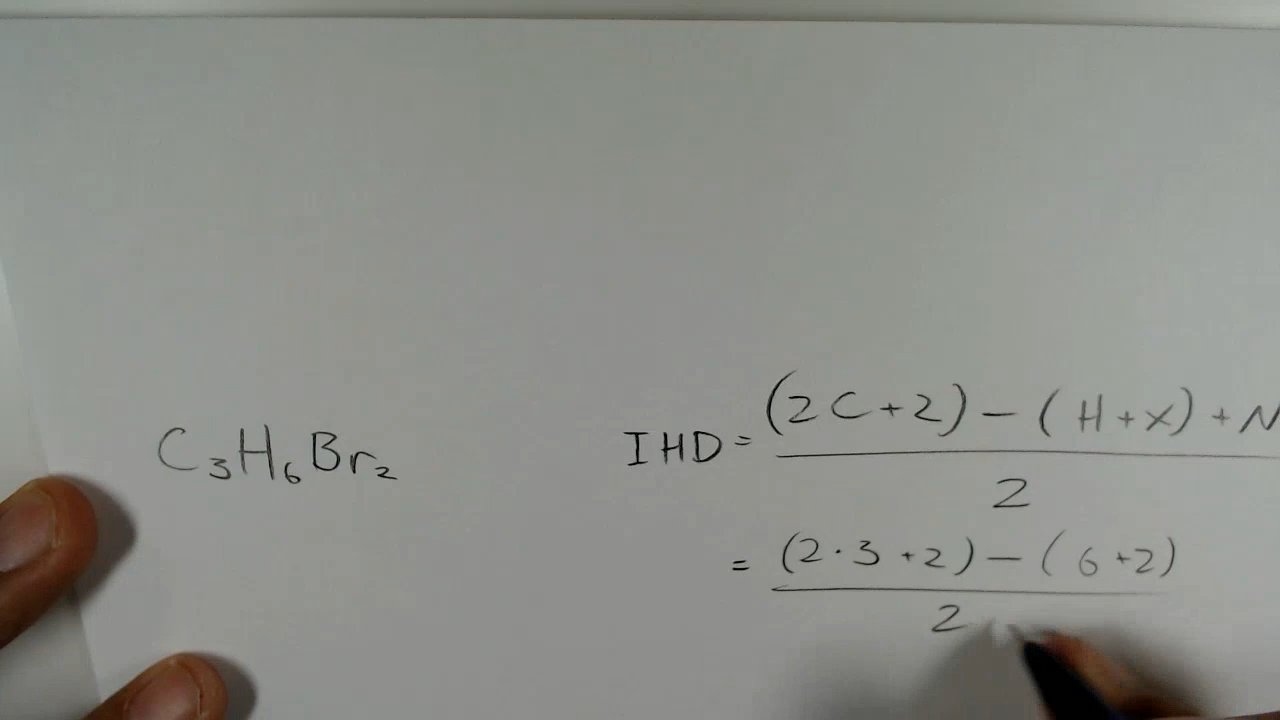 C₃H₆Br₂
IHD = (2C+2) - (H+X) + N
2
= (2·3+2) - (6+2)
2